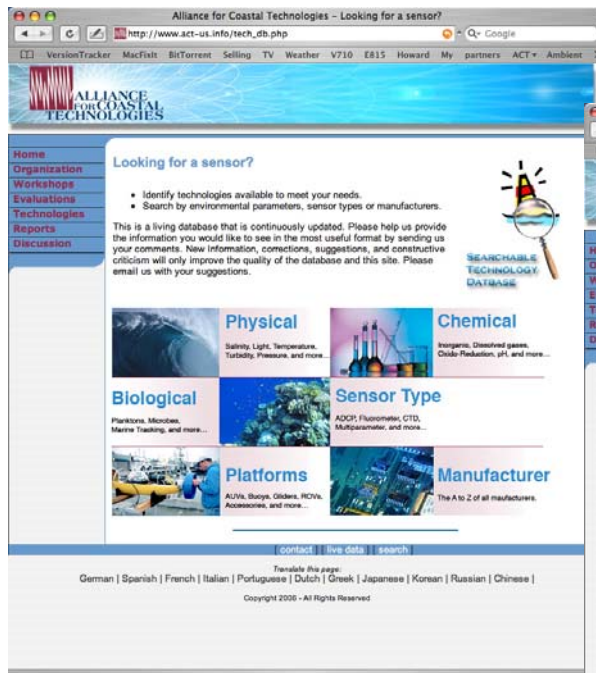 Alliance for Coastal Technologies – Looking for a sensor?
http://www.act-us.info/tech_db.php
Google
VersionTracker MacFixIt BitTorrent Selling TV Weather V710 E815 Howard My partners ACT Ambient
ALLIANCE
FOR COASTAL
TECHNOLOGIES
Home
Organization
Workshops
Evaluations
Technologies
Reports
Discussion
Looking for a sensor?
• Identify technologies available to meet your needs.
• Search by environmental parameters, sensor types or manufacturers.
This is a living database that is continuously updated. Please help us provide
the information you would like to see in the most useful format by sending us
your comments. New information, corrections, suggestions, and constructive
criticism will only improve the quality of the database and this site. Please
email us with your suggestions.
SEARCHABLE
TECHNOLOGY
DATBASE
Physical
Salinity, Light, Temperature,
Turbidity, Pressure, and more...
Chemical
Inorganic, Dissolved gases,
Oxido-Reduction, pH, and more...
Biological
Planktons, Microbes,
Marine Tracking, and more...
Sensor Type
ADCP, Fluorometer, CTD,
Multiparameter, and more...
Platforms
AUVs, Buoys, Gliders, ROVs,
Accessories, and more...
Manufacturer
The A to Z of all maufacturers.
[ contact ] [ live data ] [ search ]
Translate this page:
German | Spanish | French | Italian | Portuguese | Dutch | Greek | Japanese | Korean | Russian | Chinese |
Copyright 2006 - All Rights Reserved
H
O
W
E
T
R
D